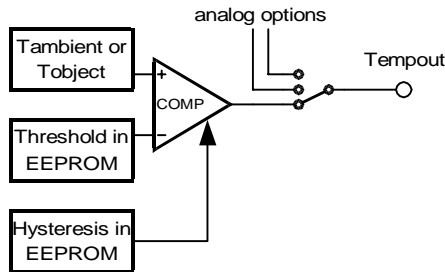 analog options
Tambient or
Tobject
Tempout
+
COMP
−
Threshold in
EEPROM
Hysteresis in
EEPROM